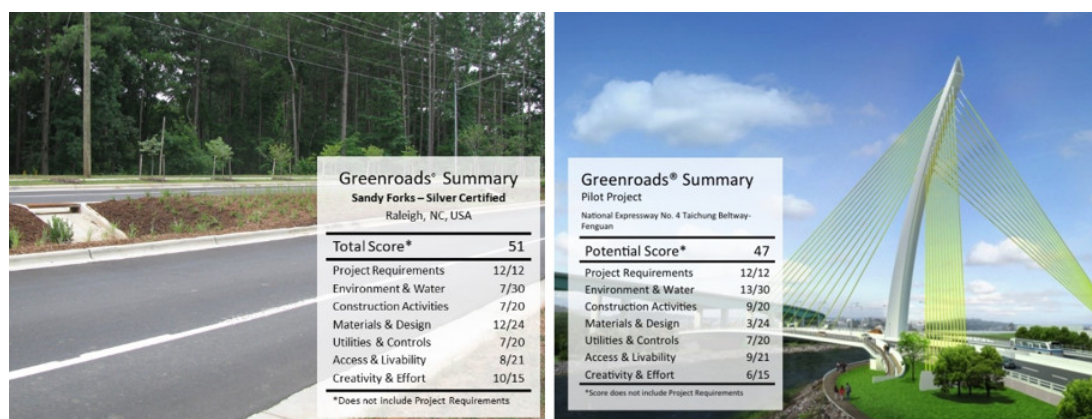 Greenroads® Summary
Sandy Forks – Silver Certified
Raleigh, NC, USA
Total Score* 51
Project Requirements 12/12
Environment & Water 7/30
Construction Activities 7/20
Materials & Design 12/24
Utilities & Controls 7/20
Access & Livability 8/21
Creativity & Effort 10/15
*Does not include Project Requirements
Greenroads® Summary
Pilot Project
National Expressway No. 4 Taichung Beltway-
Fenguan
Potential Score* 47
Project Requirements 12/12
Environment & Water 13/30
Construction Activities 9/20
Materials & Design 3/24
Utilities & Controls 7/20
Access & Livability 9/21
Creativity & Effort 6/15
*Score does not include Project Requirements